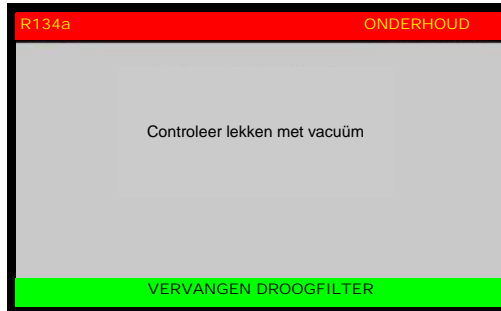 R134a ONDERHOUD
Controleer lekken met vacuüm
VERVANGEN DROOGFILTER